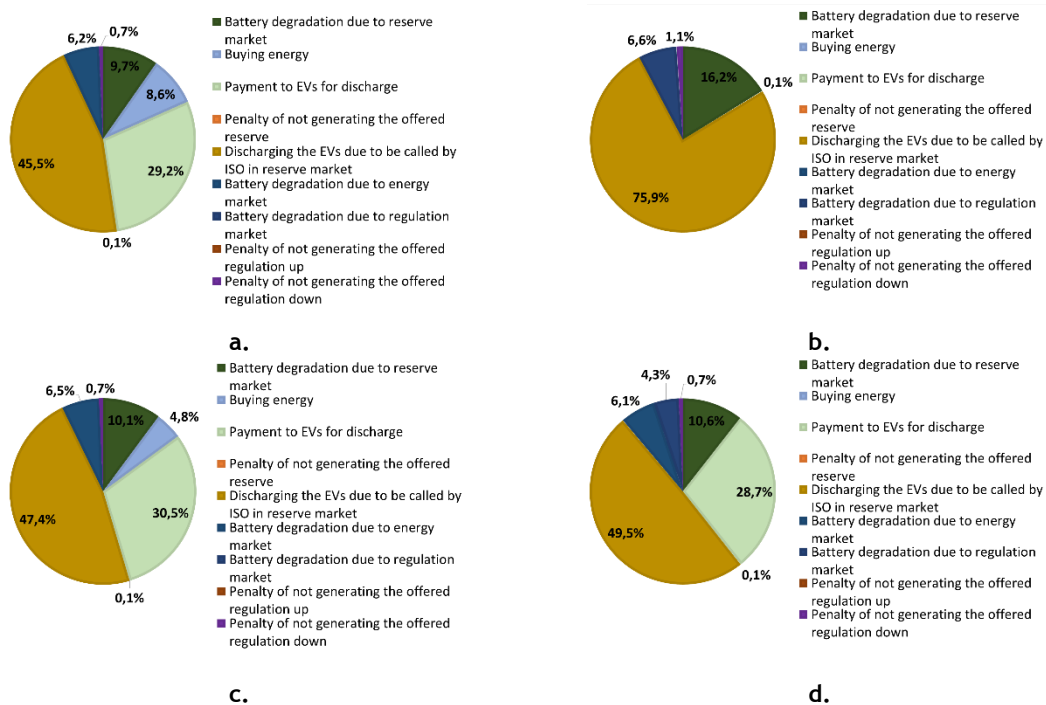 6,2%
0,7%
9,7%
8,6%
29,2%
0,1%
45,5%
Battery degradation due to reserve
market
Buying energy
Payment to EVs for discharge
Penalty of not generating the offered
reserve
Discharging the EVs due to be called by
ISO in reserve market
Battery degradation due to energy
market
Battery degradation due to regulation
market
Penalty of not generating the offered
regulation up
Penalty of not generating the offered
regulation down
a.
6,6%
1,1%
16,2%
0,1%
75,9%
Battery degradation due to reserve
market
Buying energy
Payment to EVs for discharge
Penalty of not generating the offered
reserve
Discharging the EVs due to be called by
ISO in reserve market
Battery degradation due to energy
market
Battery degradation due to regulation
market
Penalty of not generating the offered
regulation up
Penalty of not generating the offered
regulation down
b.
6,5%
0,7%
10,1%
4,8%
30,5%
0,1%
47,4%
Battery degradation due to reserve
market
Buying energy
Payment to EVs for discharge
Penalty of not generating the offered
reserve
Discharging the EVs due to be called by
ISO in reserve market
Battery degradation due to energy
market
Battery degradation due to regulation
market
Penalty of not generating the offered
regulation up
Penalty of not generating the offered
regulation down
c.
6,1%
4,3%
0,7%
10,6%
28,7%
0,1%
49,5%
Battery degradation due to reserve
market
Buying energy
Payment to EVs for discharge
Penalty of not generating the offered
reserve
Discharging the EVs due to be called by
ISO in reserve market
Battery degradation due to energy
market
Battery degradation due to regulation
market
Penalty of not generating the offered
regulation up
Penalty of not generating the offered
regulation down
d.